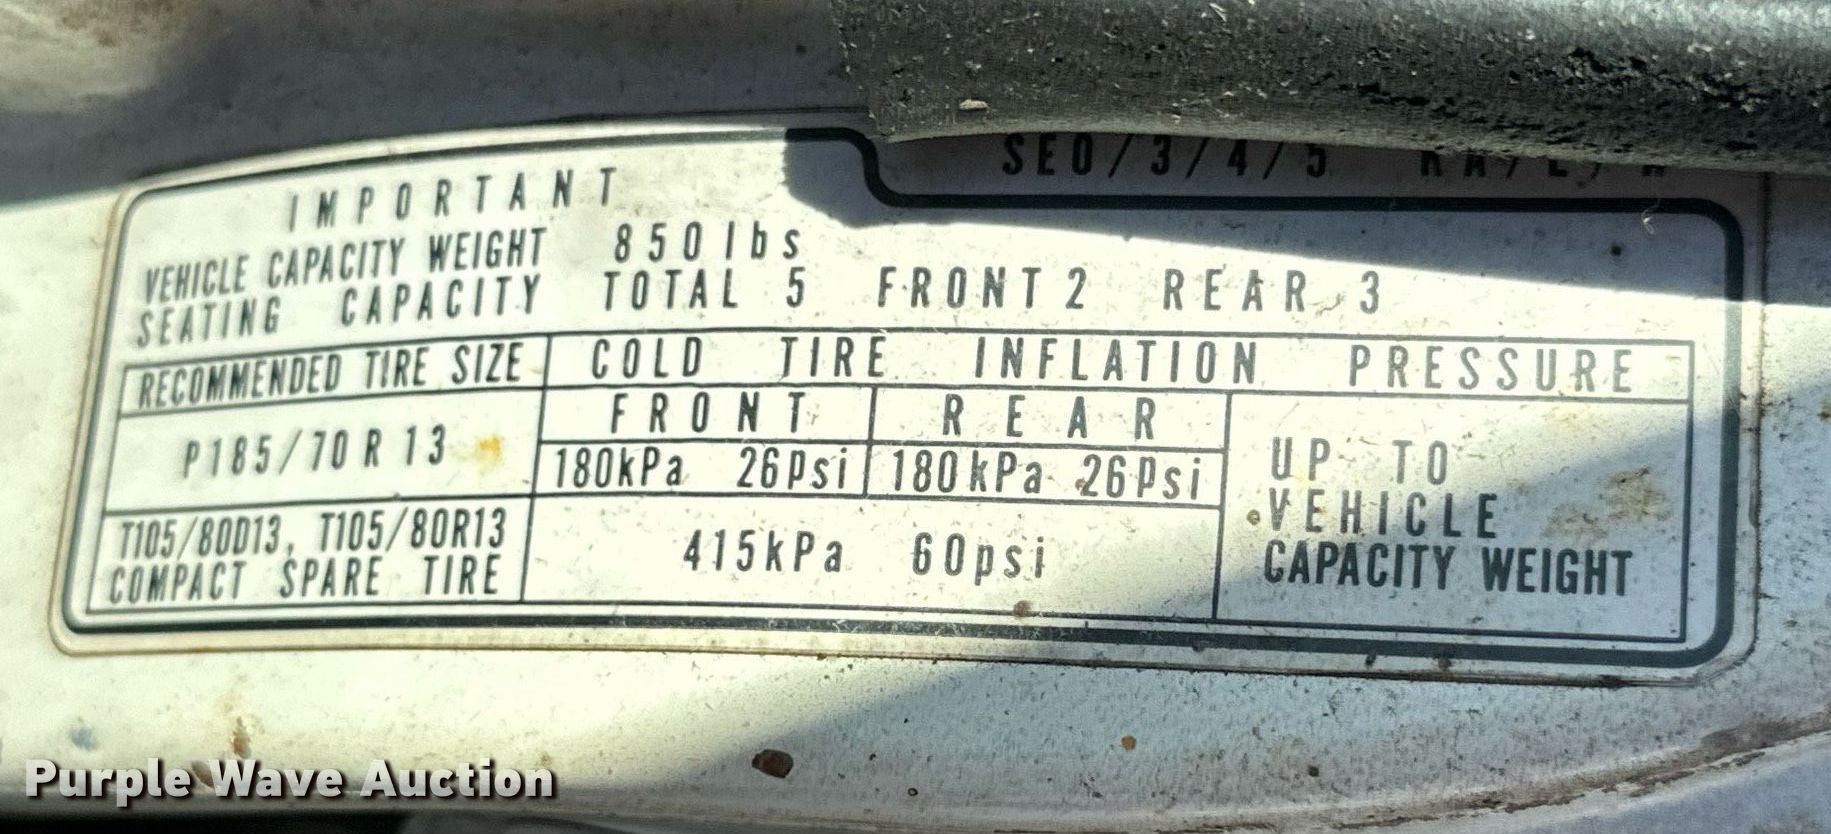 SE0/3/4/5
IMPORTANT
VEHICLE CAPACITY WEIGHT 850lbs
SEATING CAPACITY TOTAL 5 FRONT 2 REAR 3
RECOMMENDED TIRE SIZE COLD TIRE INFLATION PRESSURE
FRONT REAR
P185/70 R 13 180kPa 26Psi 180kPa 26Psi
UP TO
VEHICLE
CAPACITY WEIGHT
T105/80D13, T105/80R13
COMPACT SPARE TIRE
415kPa 60psi
Purple Wave Auction